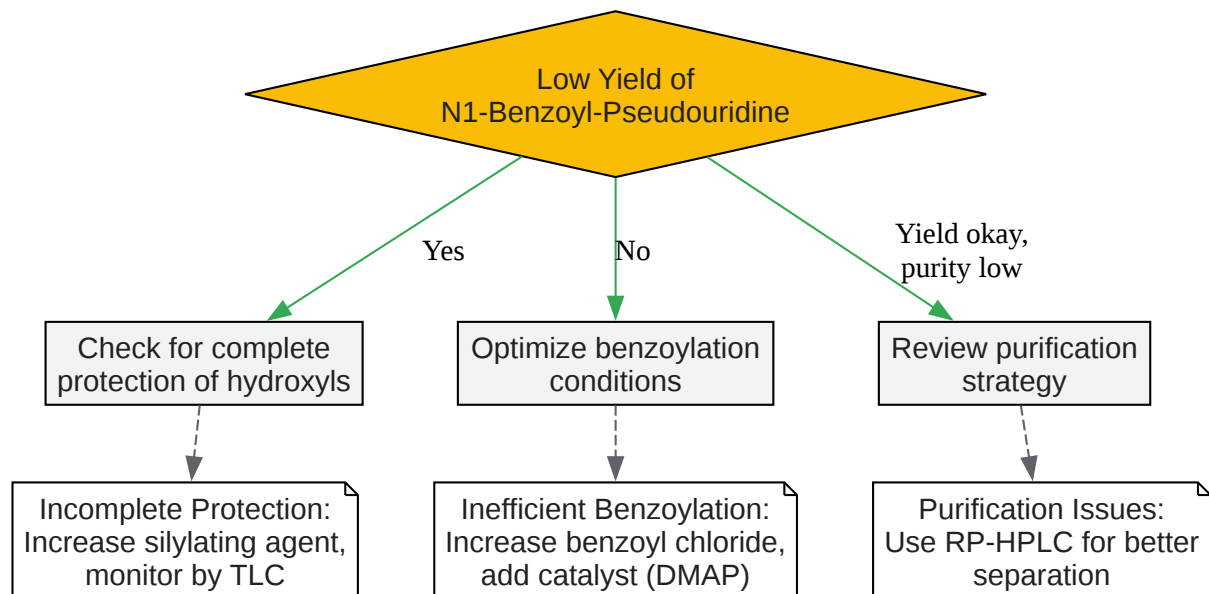 Low Yield of
N1-Benzoyl-Pseudouridine
Yes
No
Yield okay,
purity low
Check for complete
protection of hydroxyls
Optimize benzoylation
conditions
Review purification
strategy
Incomplete Protection:
Increase silylating agent,
monitor by TLC
Inefficient Benzoylation:
Increase benzoyl chloride,
add catalyst (DMAP)
Purification Issues:
Use RP-HPLC for better
separation